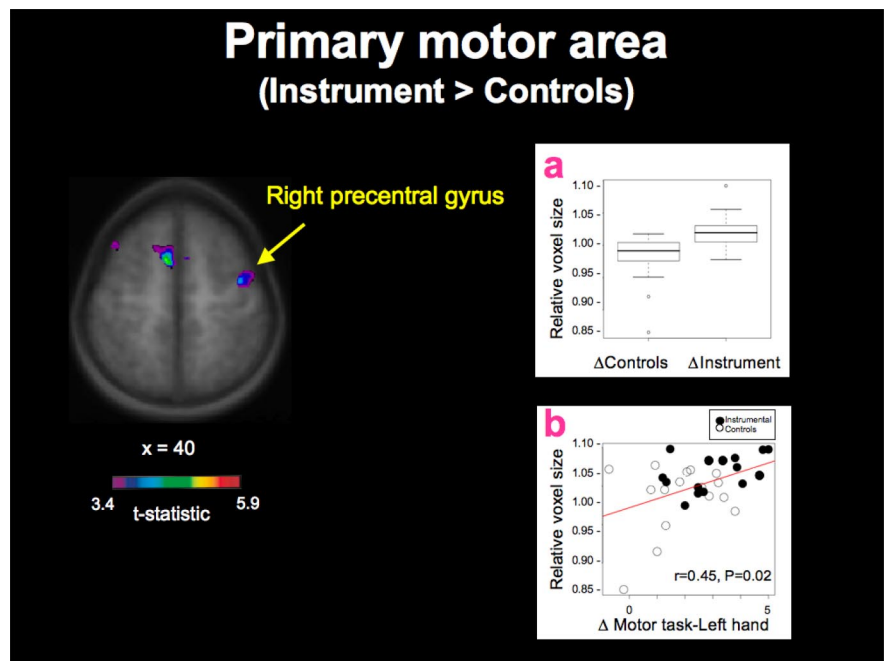 Primary motor area
(Instrument > Controls)
Right precentral gyrus
x = 40
3.4
5.9
t-statistic
a
Relative voxel size
1.10
1.05
1.00
0.95
0.90
0.85
ΔControls
ΔInstrument
b
Instrumental
Controls
Relative voxel size
1.10
1.05
1.00
0.95
0.90
0.85
r=0.45, P=0.02
0
5
Δ Motor task-Left hand